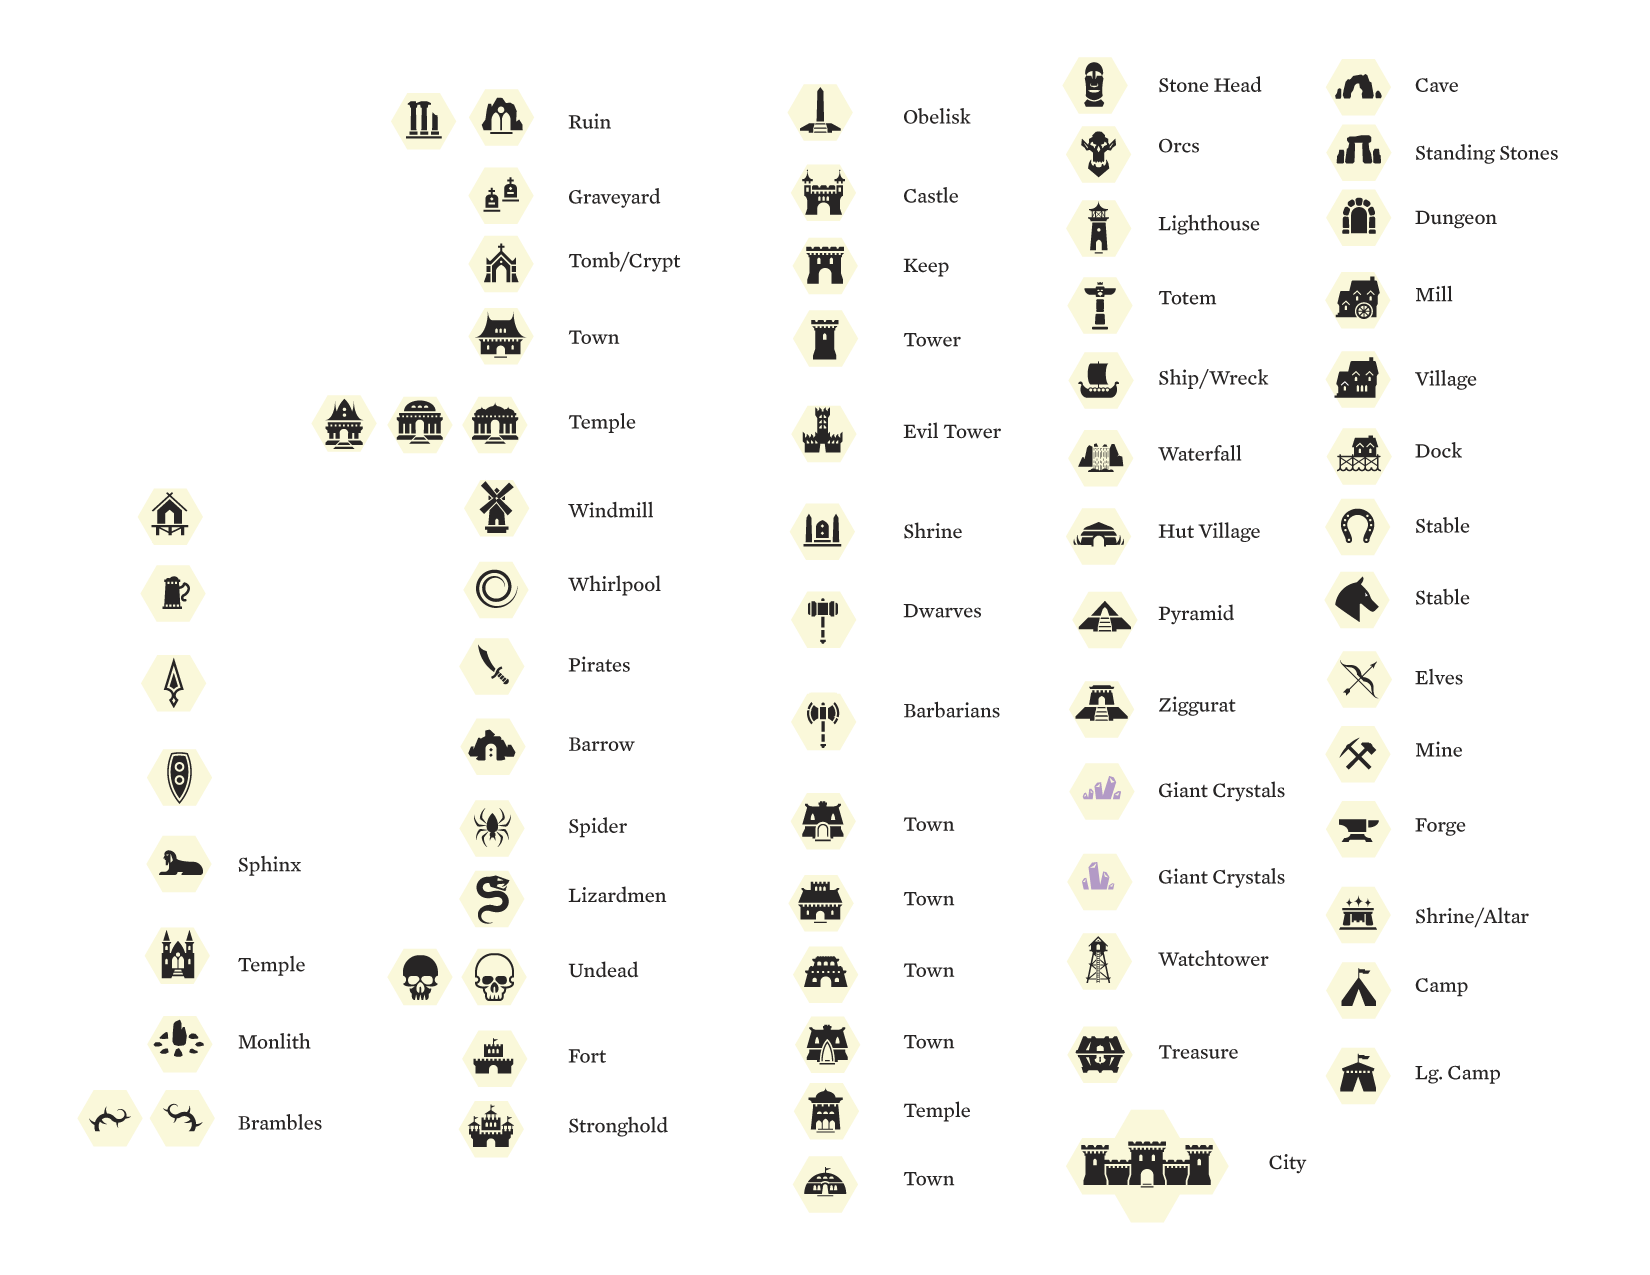 Sphinx
Temple
Monlith
Brambles
Ruin
Graveyard
Tomb/Crypt
Town
Temple
Windmill
Whirlpool
Pirates
Barrow
Spider
Lizardmen
Undead
Fort
Stronghold
Obelisk
Castle
Keep
Tower
Evil Tower
Shrine
Dwarves
Barbarians
Town
Town
Town
Town
Temple
Town
Stone Head
Orcs
Lighthouse
Totem
Ship/Wreck
Waterfall
Hut Village
Pyramid
Ziggurat
Giant Crystals
Giant Crystals
Watchtower
Treasure
City
Cave
Standing Stones
Dungeon
Mill
Village
Dock
Stable
Stable
Elves
Mine
Forge
Shrine/Altar
Camp
Lg. Camp